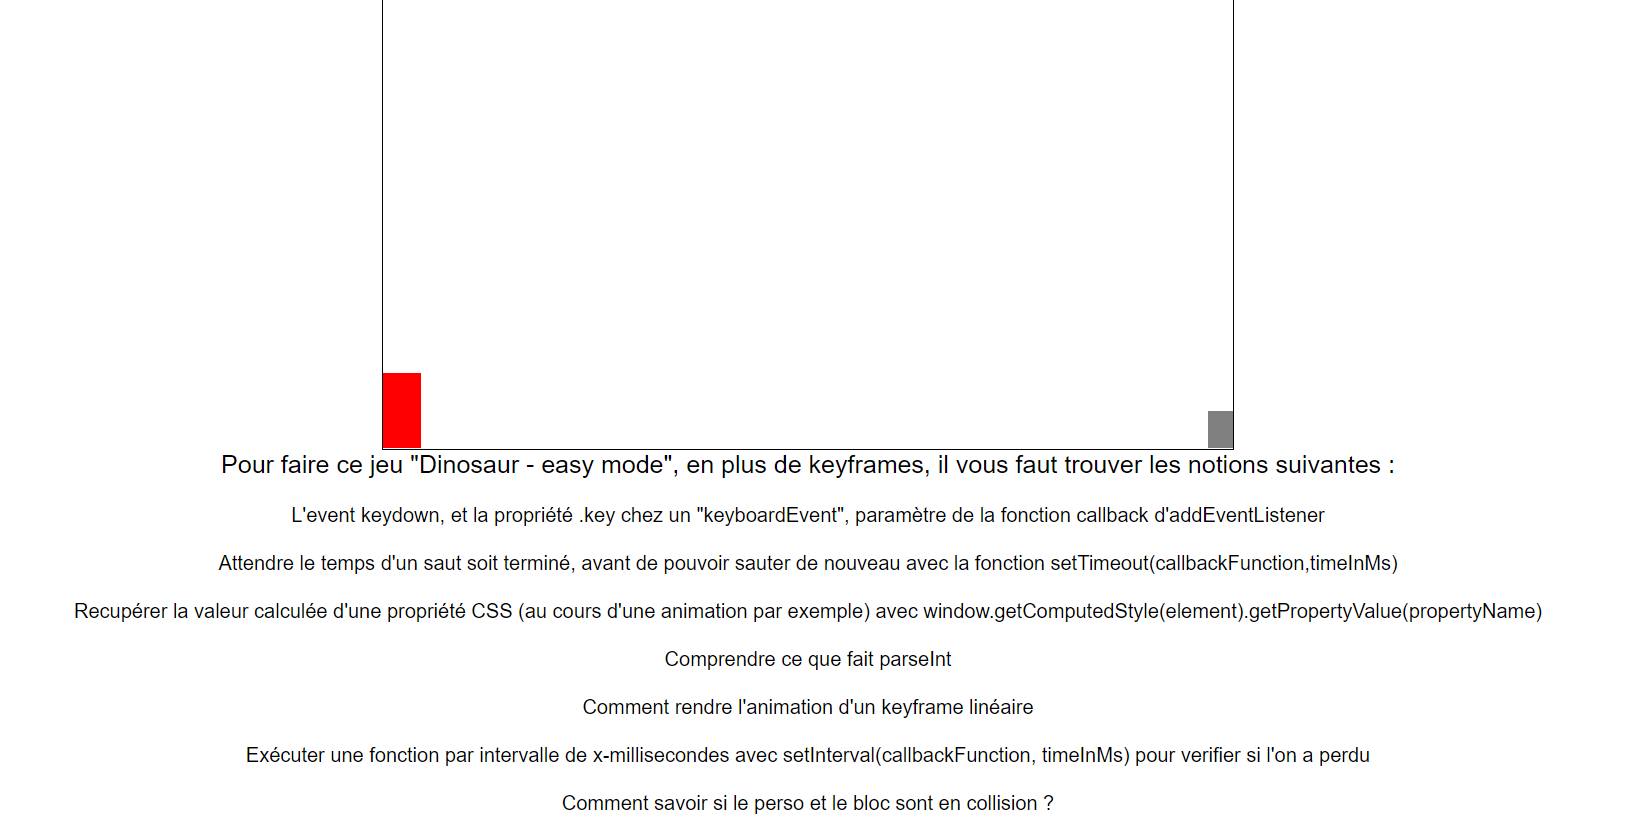 Pour faire ce jeu "Dinosaur - easy mode", en plus de keyframes, il vous faut trouver les notions suivantes :
L'event keydown, et la propriété .key chez un "keyboardEvent", paramètre de la fonction callback d'addEventListener
Attendre le temps d'un saut soit terminé, avant de pouvoir sauter de nouveau avec la fonction setTimeout(callbackFunction,timeInMs)
Recupérer la valeur calculée d'une propriété CSS (au cours d'une animation par exemple) avec window.getComputedStyle(element).getPropertyValue(propertyName)
Comprendre ce que fait parseInt
Comment rendre l'animation d'un keyframe linéaire
Exécuter une fonction par intervalle de x-millisecondes avec setInterval(callbackFunction, timeInMs) pour verifier si l'on a perdu
Comment savoir si le perso et le bloc sont en collision ?